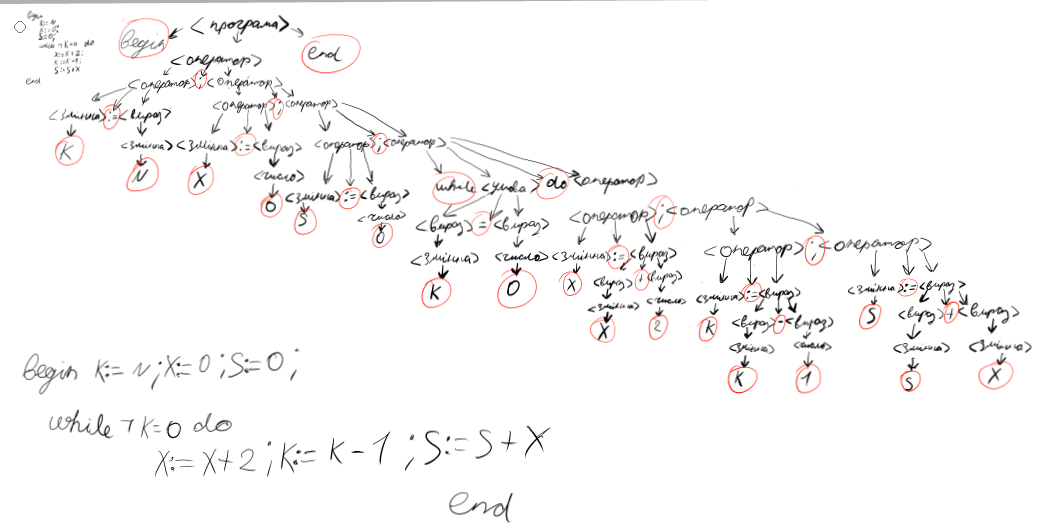 begin
K:= N;
X:= 0;
S:= 0;
while ¬ K=0 do
X:= X+2;
K:= K-1;
S:= S+X
end
begin <програма> end
<оператор>
<оператор> ; <оператор>
<оператор> ; <оператор>
<змінна> := <вираз>
K <змінна> <змінна> := <вираз> <оператор> ; <оператор>
N X <число> while <умова> do <оператор>
0 <змінна> := <вираз>
S <число> <оператор> ; <оператор>
0 <вираз> = <вираз>
<оператор> ; <оператор>
<змінна> <число> <змінна> := <вираз>
K 0 X <вираз> + <вираз> <змінна> := <вираз> <змінна> := <вираз>
<змінна> <число> K <вираз> - <вираз> S <вираз> + <вираз>
X 2 <змінна> <число> <змінна> <змінна>
K 1 S X
begin K:= N ; X:=0 ; S:=0 ;
while ¬ K=0 do
X:= X+2 ; K:= K-1 ; S:= S+X
end